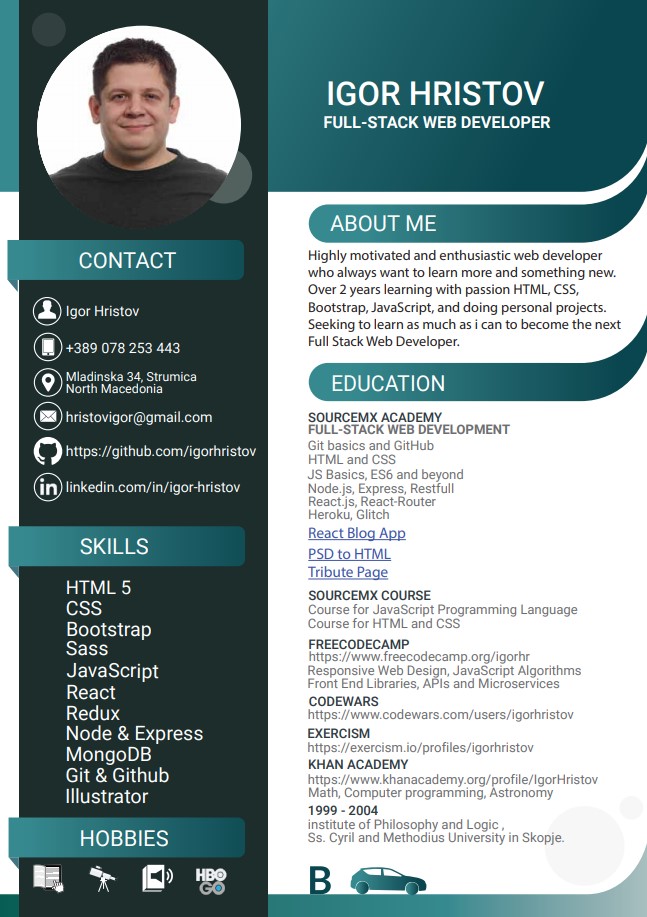 IGOR HRISTOV
FULL-STACK WEB DEVELOPER
CONTACT
Igor Hristov
+389 078 253 443
Mladinska 34, Strumica
North Macedonia
hristovigor@gmail.com
https://github.com/igorhristov
linkedin.com/in/igor-hristov
SKILLS
HTML 5
CSS
Bootstrap
Sass
JavaScript
React
Redux
Node & Express
MongoDB
Git & Github
Illustrator
HOBBIES
HBO
GO
ABOUT ME
Highly motivated and enthusiastic web developer
who always want to learn more and something new.
Over 2 years learning with passion HTML, CSS,
Bootstrap, JavaScript, and doing personal projects.
Seeking to learn as much as i can to become the next
Full Stack Web Developer.
EDUCATION
SOURCEMX ACADEMY
FULL-STACK WEB DEVELOPMENT
Git basics and GitHub
HTML and CSS
JS Basics, ES6 and beyond
Node.js, Express, Restfull
React.js, React-Router
Heroku, Glitch
React Blog App
PSD to HTML
Tribute Page
SOURCEMX COURSE
Course for JavaScript Programming Language
Course for HTML and CSS
FREECODECAMP
https://www.freecodecamp.org/igorhr
Responsive Web Design, JavaScript Algorithms
Front End Libraries, APIs and Microservices
CODEWARS
https://www.codewars.com/users/igorhristov
EXERCISM
https://exercism.io/profiles/igorhristov
KHAN ACADEMY
https://www.khanacademy.org/profile/IgorHristov
Math, Computer programming, Astronomy
1999 - 2004
institute of Philosophy and Logic ,
Ss. Cyril and Methodius University in Skopje.
B